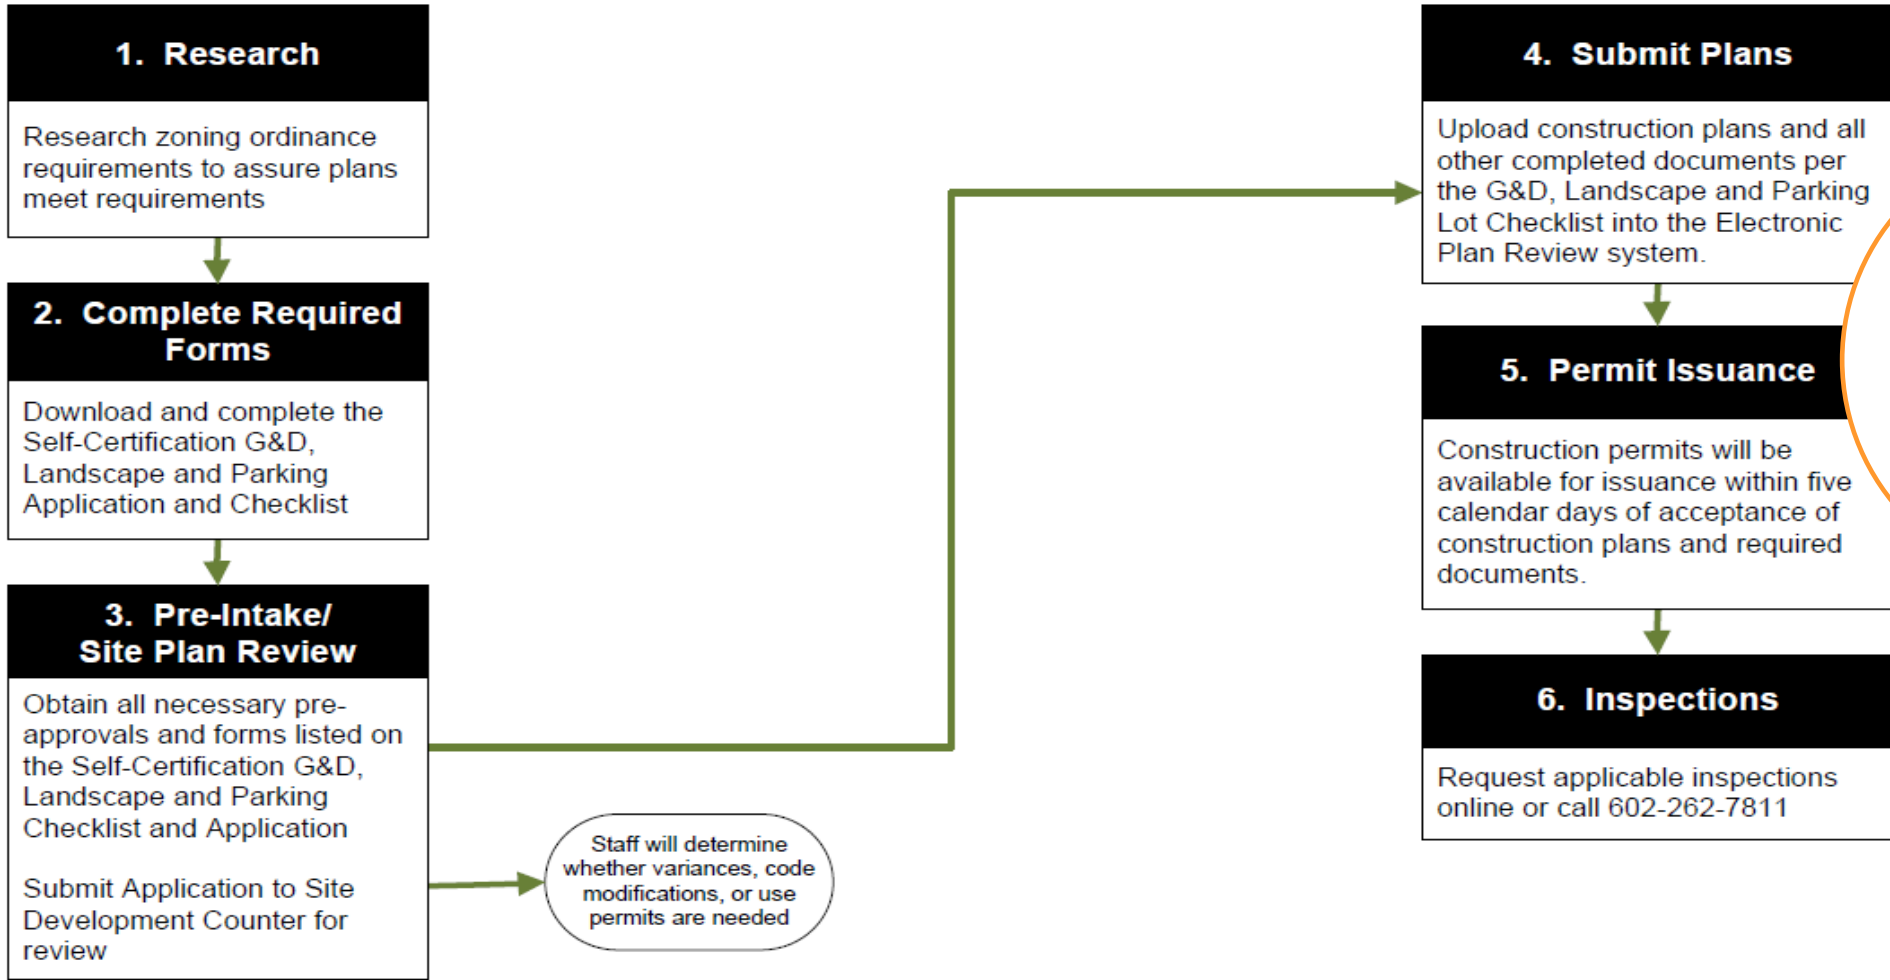 1. Research
Research zoning ordinance
requirements to assure plans
meet requirements
2. Complete Required
Forms
Download and complete the
Self-Certification G&D,
Landscape and Parking
Application and Checklist
3. Pre-Intake/
Site Plan Review
Obtain all necessary pre-
approvals and forms listed on
the Self-Certification G&D,
Landscape and Parking
Checklist and Application
Submit Application to Site
Development Counter for
review
Staff will determine
whether variances, code
modifications, or use
permits are needed
4. Submit Plans
Upload construction plans and all
other completed documents per
the G&D, Landscape and Parking
Lot Checklist into the Electronic
Plan Review system.
5. Permit Issuance
Construction permits will be
available for issuance within five
calendar days of acceptance of
construction plans and required
documents.
6. Inspections
Request applicable inspections
online or call 602-262-7811